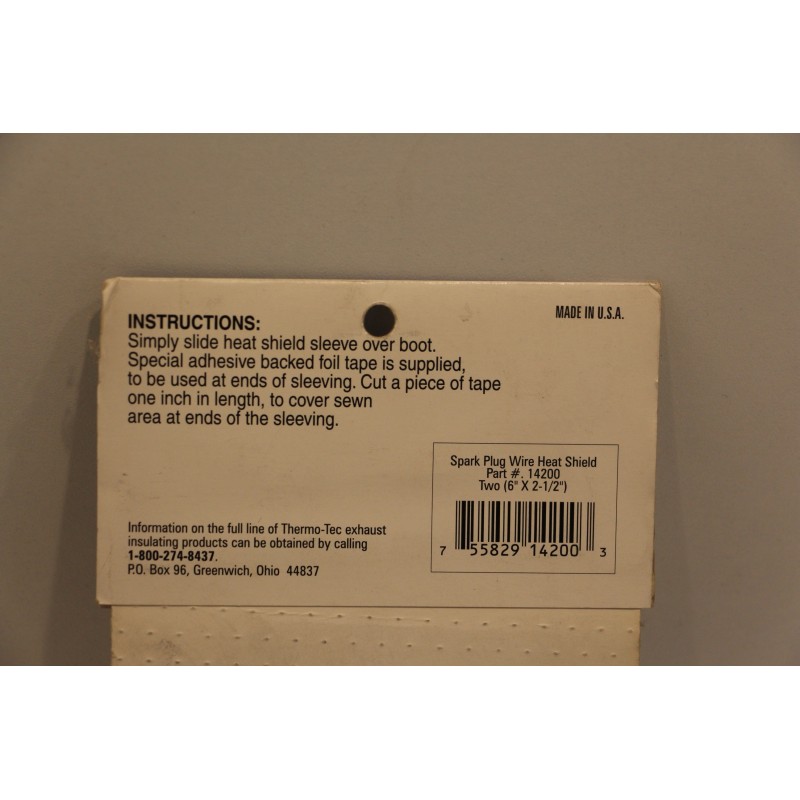 MADE IN U.S.A.
INSTRUCTIONS:
Simply slide heat shield sleeve over boot.
Special adhesive backed foil tape is supplied,
to be used at ends of sleeving. Cut a piece of tape
one inch in length, to cover sewn
area at ends of the sleeving.
Spark Plug Wire Heat Shield
Part #. 14200
Two (6" X 2-1/2")
7 55829 14200 3
Information on the full line of Thermo-Tec exhaust
insulating products can be obtained by calling
1-800-274-8437.
P.O. Box 96, Greenwich, Ohio 44837